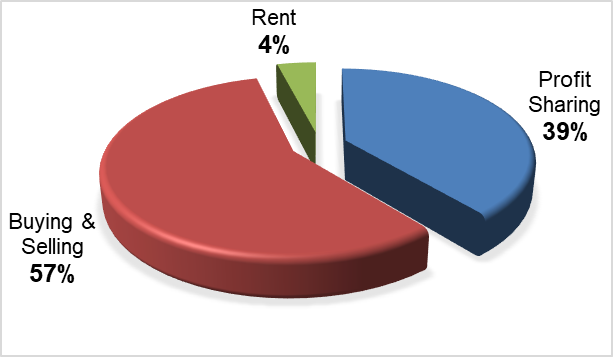 Rent
4%
Profit
Sharing
39%
Buying &
Selling
57%